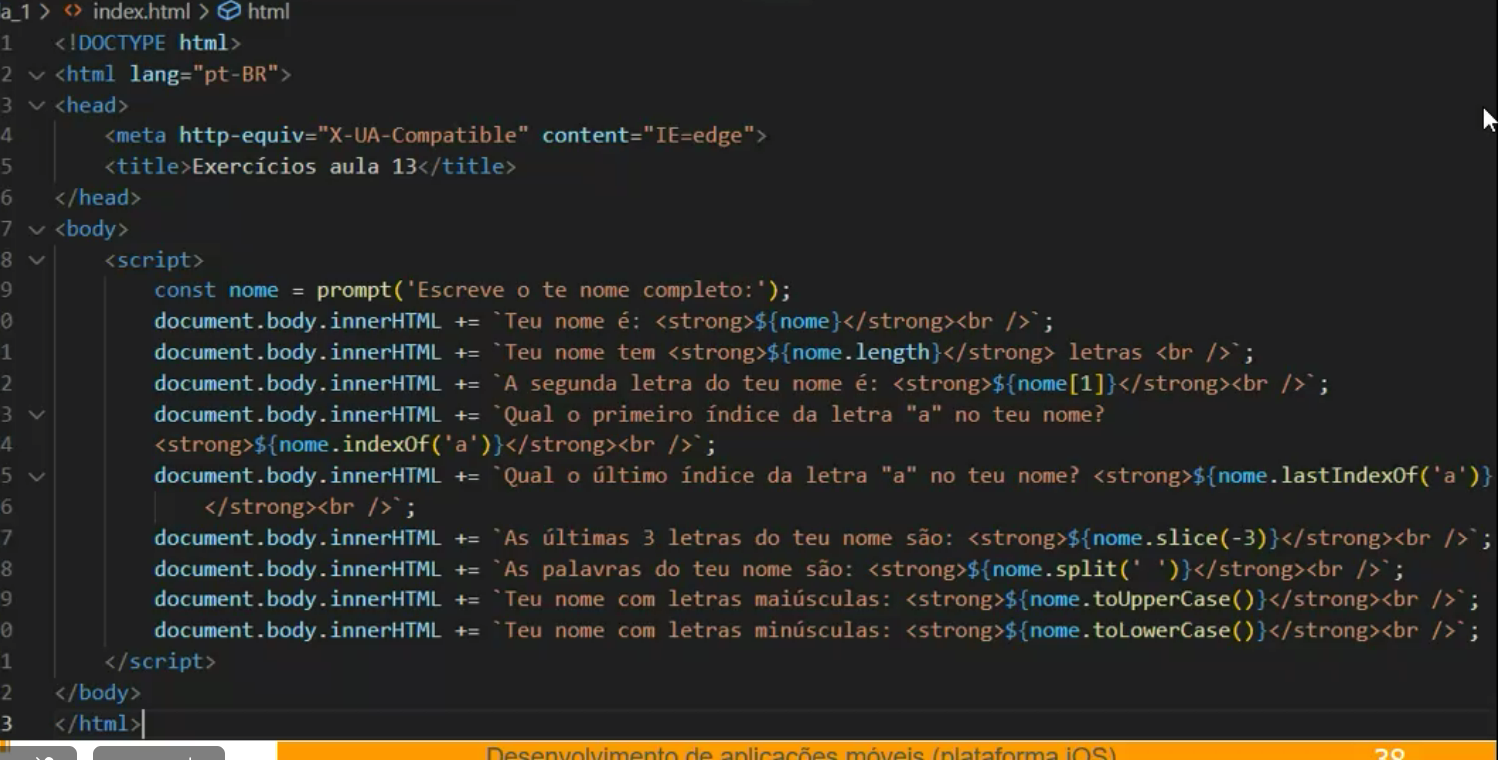 a_1 > <> index.html > html
1 <!DOCTYPE html>
2 <html lang="pt-BR">
3 <head>
4 <meta http-equiv="X-UA-Compatible" content="IE=edge">
5 <title>Exercícios aula 13</title>
6 </head>
7 <body>
8 <script>
9 const nome = prompt('Escreve o te nome completo:');
0 document.body.innerHTML += `Teu nome é: <strong>${nome}</strong><br />`;
1 document.body.innerHTML += `Teu nome tem <strong>${nome.length}</strong> letras <br />`;
2 document.body.innerHTML += `A segunda letra do teu nome é: <strong>${nome[1]}</strong><br />`;
3 document.body.innerHTML += `Qual o primeiro índice da letra "a" no teu nome?
4 <strong>${nome.indexOf('a')}</strong><br />`;
5 document.body.innerHTML += `Qual o último índice da letra "a" no teu nome? <strong>${nome.lastIndexOf('a')}
6 </strong><br />`;
7 document.body.innerHTML += `As últimas 3 letras do teu nome são: <strong>${nome.slice(-3)}</strong><br />`;
8 document.body.innerHTML += `As palavras do teu nome são: <strong>${nome.split(' ')}</strong><br />`;
9 document.body.innerHTML += `Teu nome com letras maiúsculas: <strong>${nome.toUpperCase()}</strong><br />`;
0 document.body.innerHTML += `Teu nome com letras minúsculas: <strong>${nome.toLowerCase()}</strong><br />`;
1 </script>
2 </body>
3 </html>
Desenvolvimento de aplicações móveis (plataforma iOS)